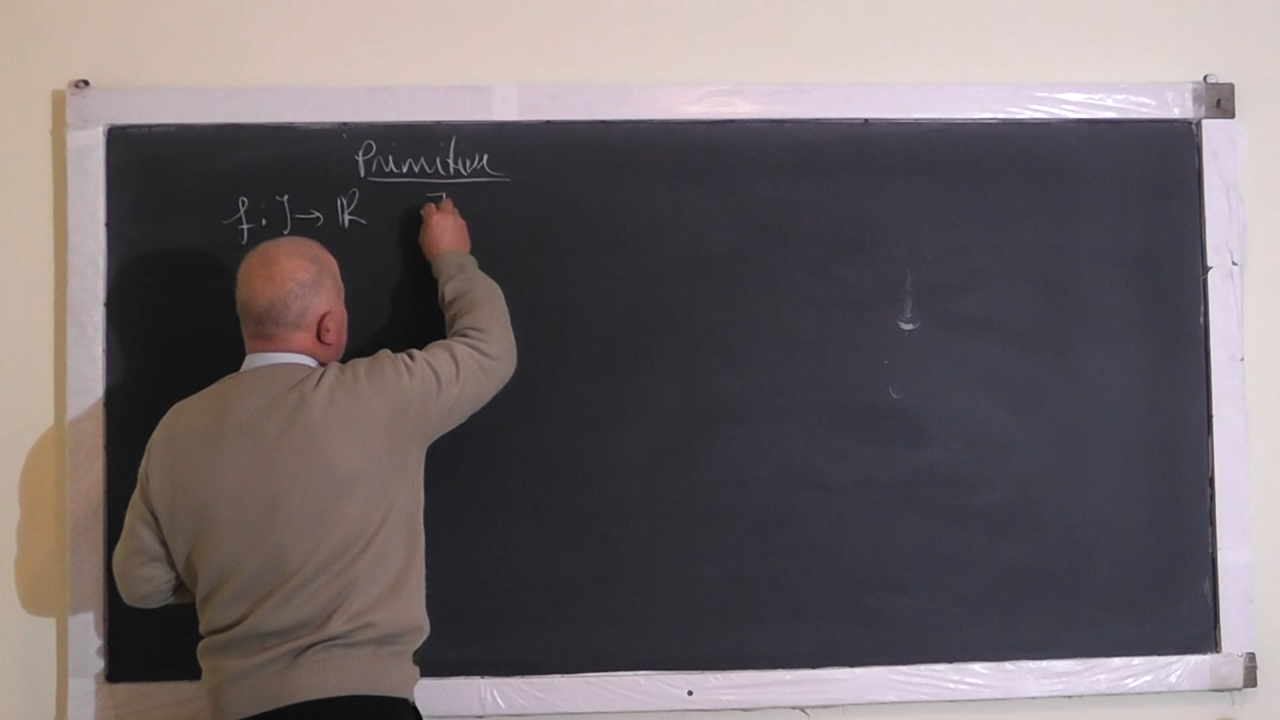 Primitive
f : J → ℝ